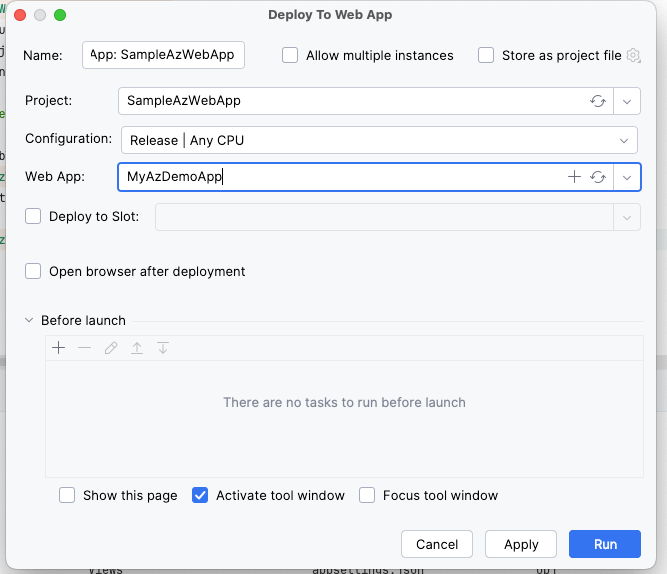 Deploy To Web App
Name: App: SampleAzWebApp Allow multiple instances Store as project file
Project: SampleAzWebApp
Configuration: Release | Any CPU
Web App: MyAzDemoApp
Deploy to Slot:
Open browser after deployment
Before launch
There are no tasks to run before launch
Show this page Activate tool window Focus tool window
Cancel Apply Run